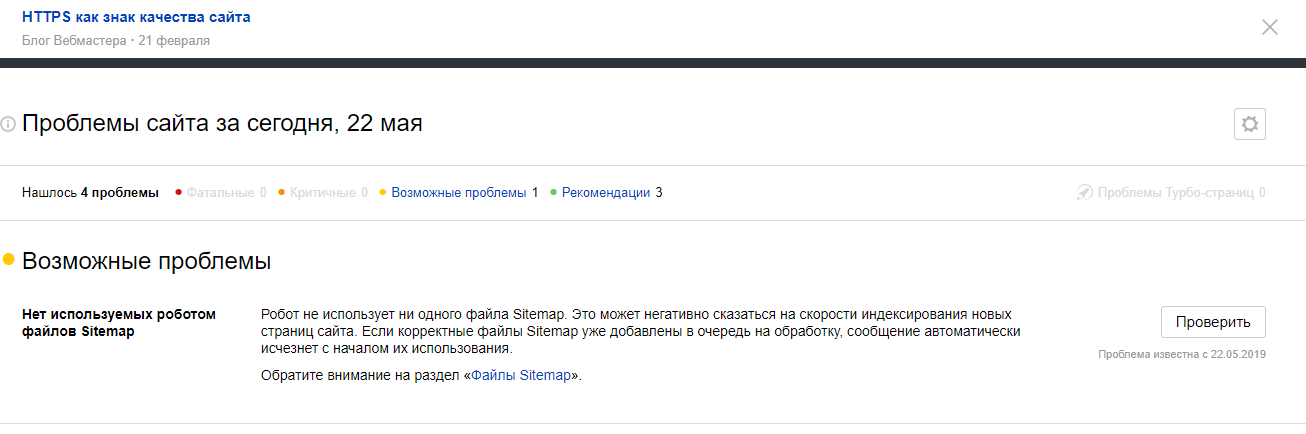 HTTPS как знак качества сайта
Блог Вебмастера · 21 февраля
Проблемы сайта за сегодня, 22 мая
Нашлось 4 проблемы Фатальные 0 Критичные 0 Возможные проблемы 1 Рекомендации 3 Проблемы Турбо-страниц 0
Возможные проблемы
Нет используемых роботом
файлов Sitemap
Робот не использует ни одного файла Sitemap. Это может негативно сказаться на скорости индексирования новых
страниц сайта. Если корректные файлы Sitemap уже добавлены в очередь на обработку, сообщение автоматически
исчезнет с началом их использования.
Обратите внимание на раздел «Файлы Sitemap».
Проверить
Проблема известна с 22.05.2019